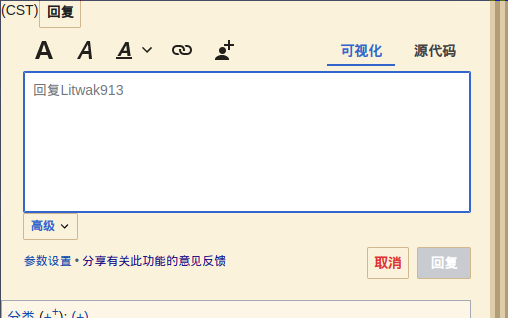 (CST) 回复
A A A
可视化 源代码
回复Litwak913
高级
参数设置 • 分享有关此功能的意见反馈
取消 回复
分类 (++): (+)